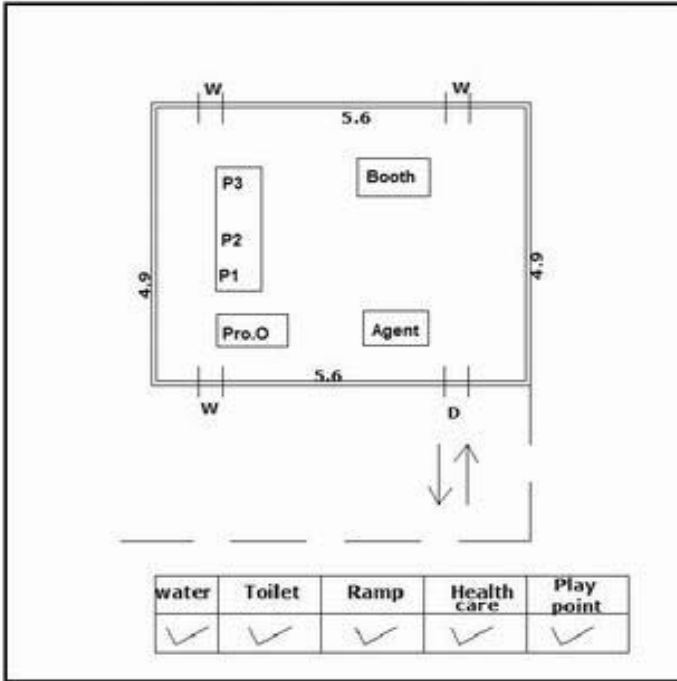 W W
5.6
P3 Booth
P2
P1
4.9 4.9
Pro.O Agent
5.6
W D
water Toilet Ramp Health care Play point